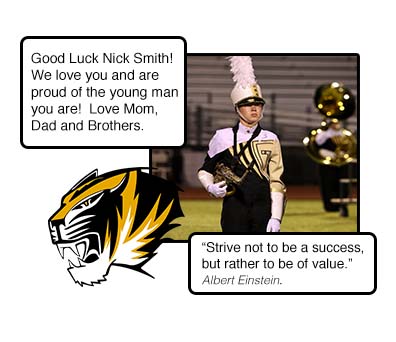 Good Luck Nick Smith!
We love you and are
proud of the young man
you are!  Love Mom,
Dad and Brothers.
“Strive not to be a success,
but rather to be of value.”
Albert Einstein.